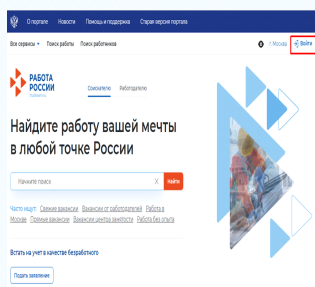 О портале Новости Помощь и поддержка Старая версия портала
Все сервисы Поиск работы Поиск работников г. Москва Войти
РАБОТА
РОССИИ
Соискателю Работодателю
Найдите работу вашей мечты
в любой точке России
Начните поиск X Найти
Часто ищут: Свежие вакансии Вакансии от работодателей Работа в
Москве Прямые вакансии Вакансии центра занятости Работа без опыта
Встать на учет в качестве безработного
Подать заявление